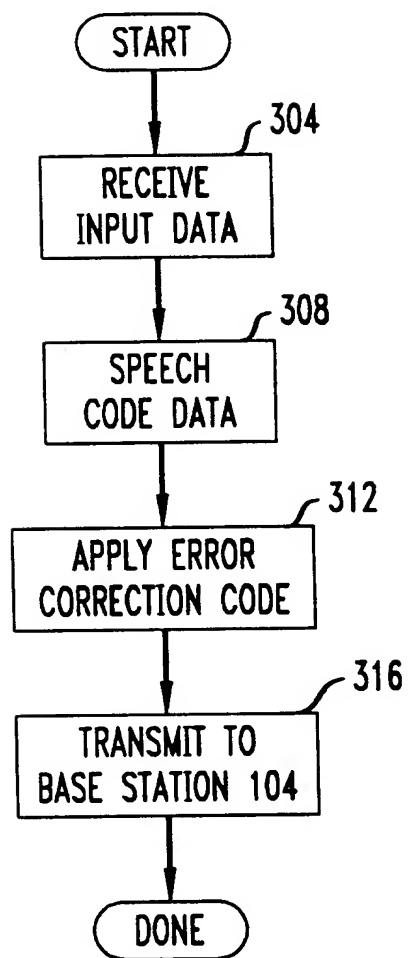 START
304
RECEIVE
INPUT DATA
308
SPEECH
CODE DATA
312
APPLY ERROR
CORRECTION CODE
316
TRANSMIT TO
BASE STATION 104
DONE